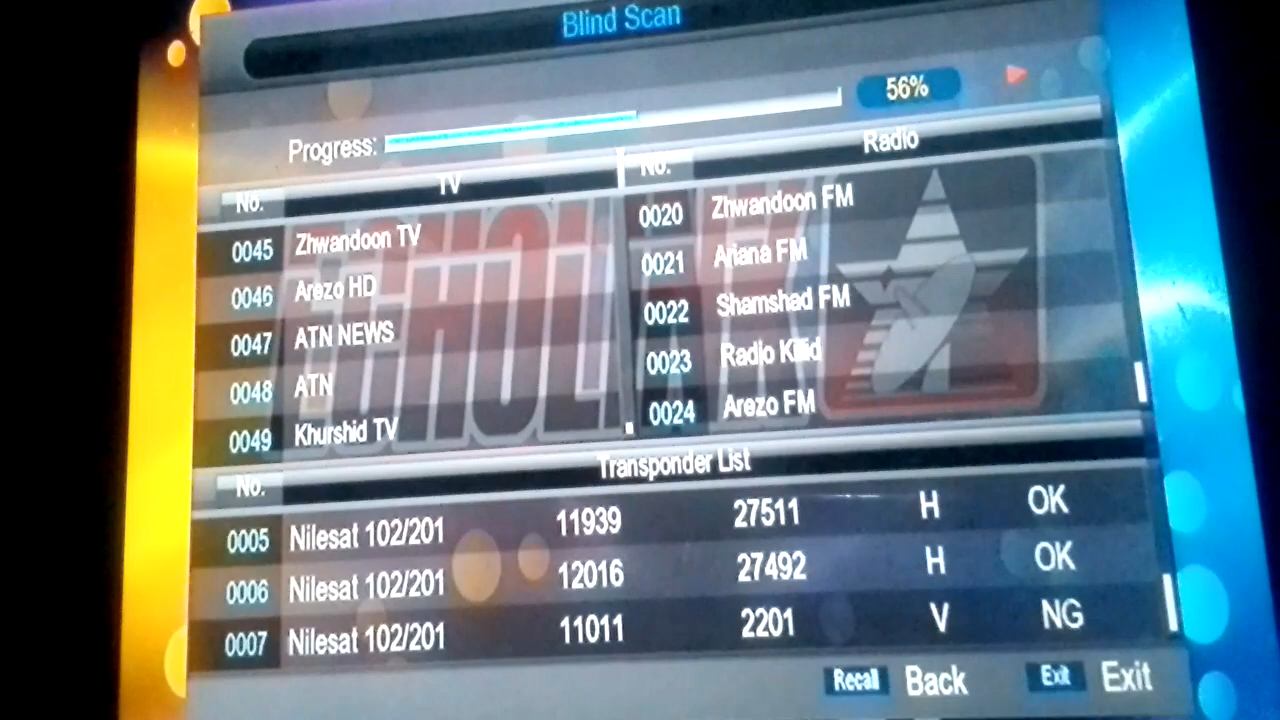 Blind Scan
Progress: 56%
No. TV No. Radio
0045 Zhwandoon TV 0020 Zhwandoon FM
0046 Arezo HD 0021 Ariana FM
0047 ATN NEWS 0022 Shamshad FM
0048 ATN 0023 Radio Killid
0049 Khurshid TV 0024 Arezo FM
ECHOLINK
No. Transponder List
0005 Nilesat 102/201 11939 27511 H OK
0006 Nilesat 102/201 12016 27492 H OK
0007 Nilesat 102/201 11011 2201 V NG
Recall Back Exit Exit